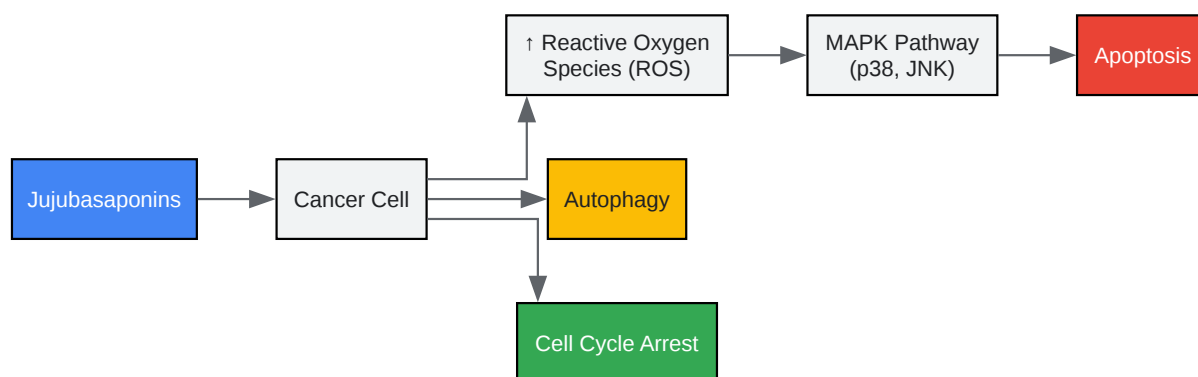 ↑ Reactive Oxygen
Species (ROS)
MAPK Pathway
(p38, JNK)
Apoptosis
Jujubasaponins
Cancer Cell
Autophagy
Cell Cycle Arrest